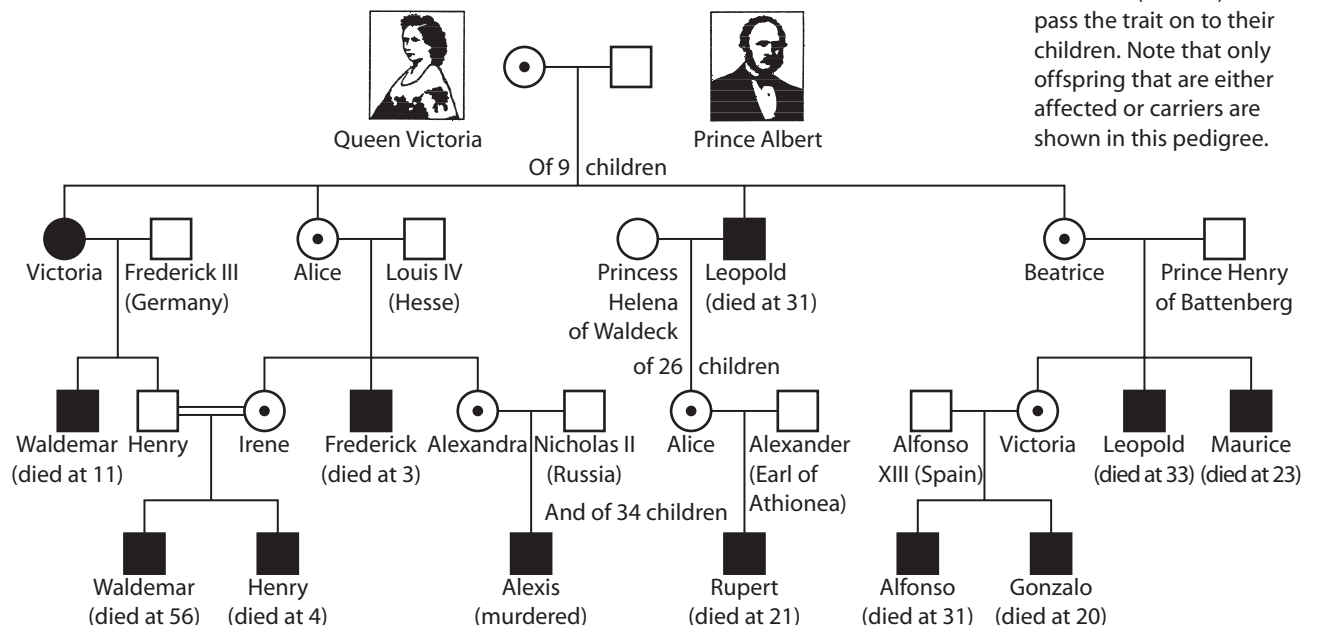 pass the trait on to their
children. Note that only
offspring that are either
affected or carriers are
shown in this pedigree.
Queen Victoria
Prince Albert
Of 9 children
Victoria
Frederick III
(Germany)
Alice
Louis IV
(Hesse)
Princess
Helena
of Waldeck
Leopold
(died at 31)
Beatrice
Prince Henry
of Battenberg
of 26 children
Waldemar
(died at 11)
Henry
Irene
Frederick
(died at 3)
Alexandra
Nicholas II
(Russia)
Alice
Alexander
(Earl of
Athionea)
Alfonso
XIII (Spain)
Victoria
Leopold
(died at 33)
Maurice
(died at 23)
And of 34 children
Waldemar
(died at 56)
Henry
(died at 4)
Alexis
(murdered)
Rupert
(died at 21)
Alfonso
(died at 31)
Gonzalo
(died at 20)